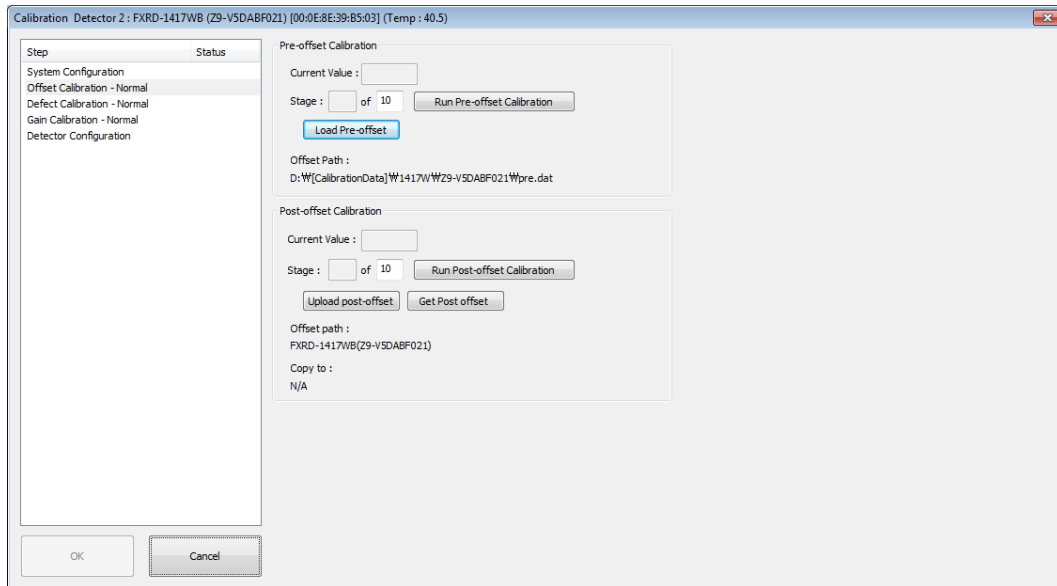 Calibration Detector 2 : FXRD-1417WB (Z9-V5DABF021) [00:0E:8E:39:B5:03] (Temp : 40.5)
Step Status
System Configuration
Offset Calibration - Normal
Defect Calibration - Normal
Gain Calibration - Normal
Detector Configuration
OK
Cancel
Pre-offset Calibration
Current Value :
Stage : of 10 Run Pre-offset Calibration
Load Pre-offset
Offset Path :
D:₩[CalibrationData]₩1417W₩Z9-V5DABF021₩pre.dat
Post-offset Calibration
Current Value :
Stage : of 10 Run Post-offset Calibration
Upload post-offset Get Post offset
Offset path :
FXRD-1417WB(Z9-V5DABF021)
Copy to :
N/A